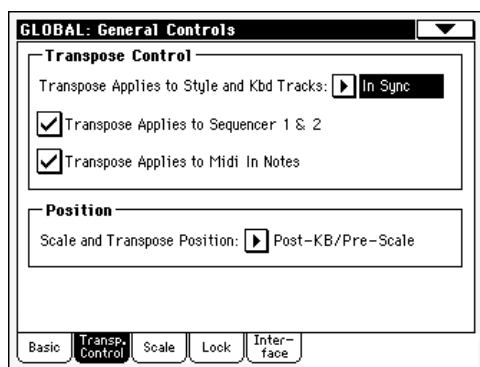 GLOBAL: General Controls
Transpose Control
Transpose Applies to Style and Kbd Tracks: In Sync
Transpose Applies to Sequencer 1 & 2
Transpose Applies to Midi In Notes
Position
Scale and Transpose Position: Post-KB/Pre-Scale
Basic
Transp. Control
Scale
Lock
Inter-face